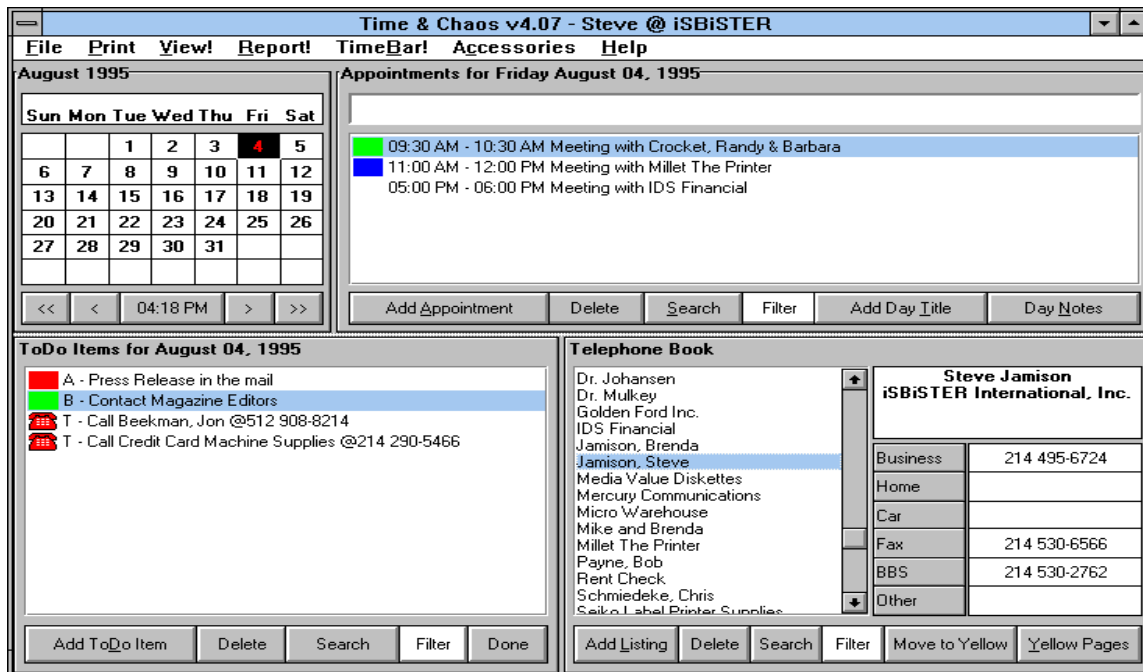 Time & Chaos v4.07 - Steve @ iSBiSTER
File Print View! Report! TimeBar! Accessories Help
August 1995
Sun Mon Tue Wed Thu Fri Sat
1 2 3 4 5
6 7 8 9 10 11 12
13 14 15 16 17 18 19
20 21 22 23 24 25 26
27 28 29 30 31
<< < 04:18 PM > >>
Appointments for Friday August 04, 1995
09:30 AM - 10:30 AM Meeting with Crocket, Randy & Barbara
11:00 AM - 12:00 PM Meeting with Millet The Printer
05:00 PM - 06:00 PM Meeting with IDS Financial
Add Appointment Delete Search Filter Add Day Title Day Notes
ToDo Items for August 04, 1995
A - Press Release in the mail
B - Contact Magazine Editors
T - Call Beekman, Jon @512 908-8214
T - Call Credit Card Machine Supplies @214 290-5466
Add ToDo Item Delete Search Filter Done
Telephone Book
Dr. Johansen
Dr. Mulkey
Golden Ford Inc.
IDS Financial
Jamison, Brenda
Jamison, Steve
Media Value Diskettes
Mercury Communications
Micro Warehouse
Mike and Brenda
Millet The Printer
Payne, Bob
Rent Check
Schmiedeke, Chris
Seiko Label Printer Supplies
Steve Jamison
iSBiSTER International, Inc.
Business 214 495-6724
Home
Car
Fax 214 530-6566
BBS 214 530-2762
Other
Add Listing Delete Search Filter Move to Yellow Yellow Pages